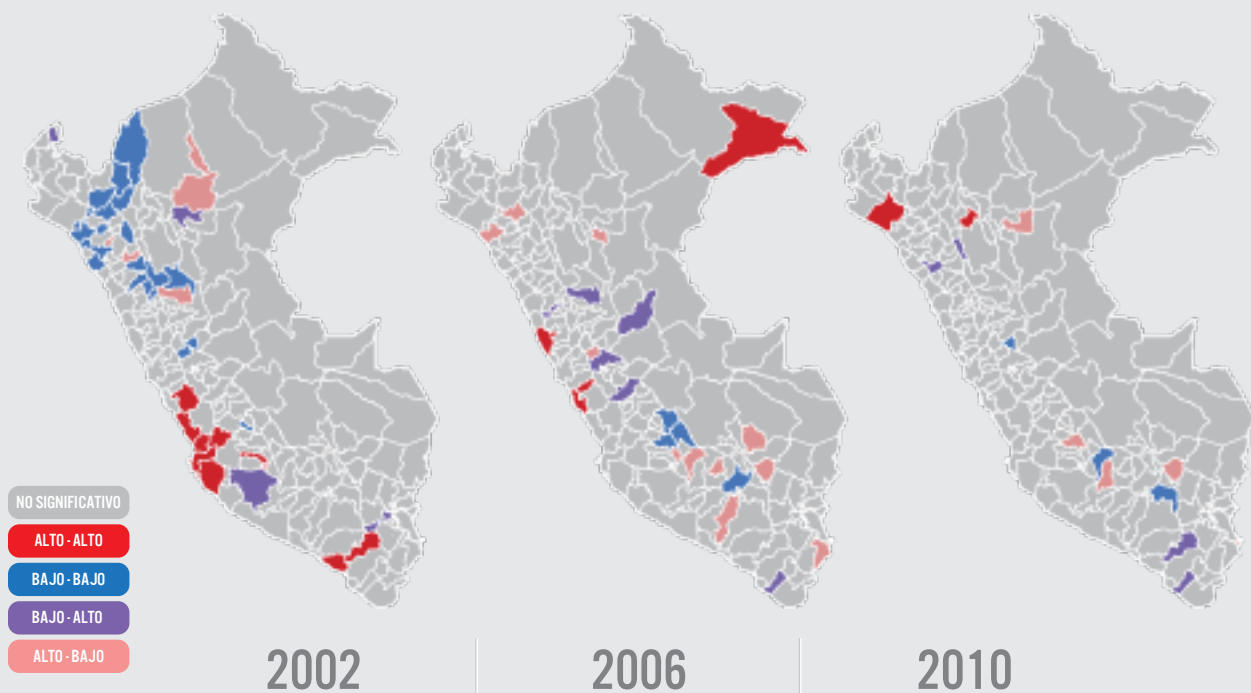 NO SIGNIFICATIVO
ALTO - ALTO
BAJO - BAJO
BAJO - ALTO
ALTO - BAJO
2002
2006
2010